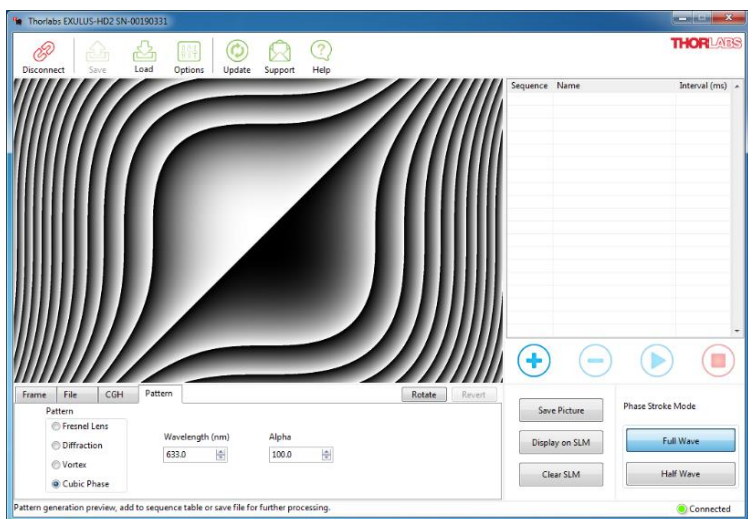 Thorlabs EXULUS-HD2 SN-00190331
Disconnect Save Load Options Update Support Help
THORLABS
Sequence Name Interval (ms)
Frame File CGH Pattern Rotate Revert
Pattern
Fresnel Lens
Diffraction
Vortex
Cubic Phase
Wavelength (nm) Alpha
633.0 100.0
Save Picture
Display on SLM
Clear SLM
Phase Stroke Mode
Full Wave
Half Wave
Pattern generation preview, add to sequence table or save file for further processing.
Connected